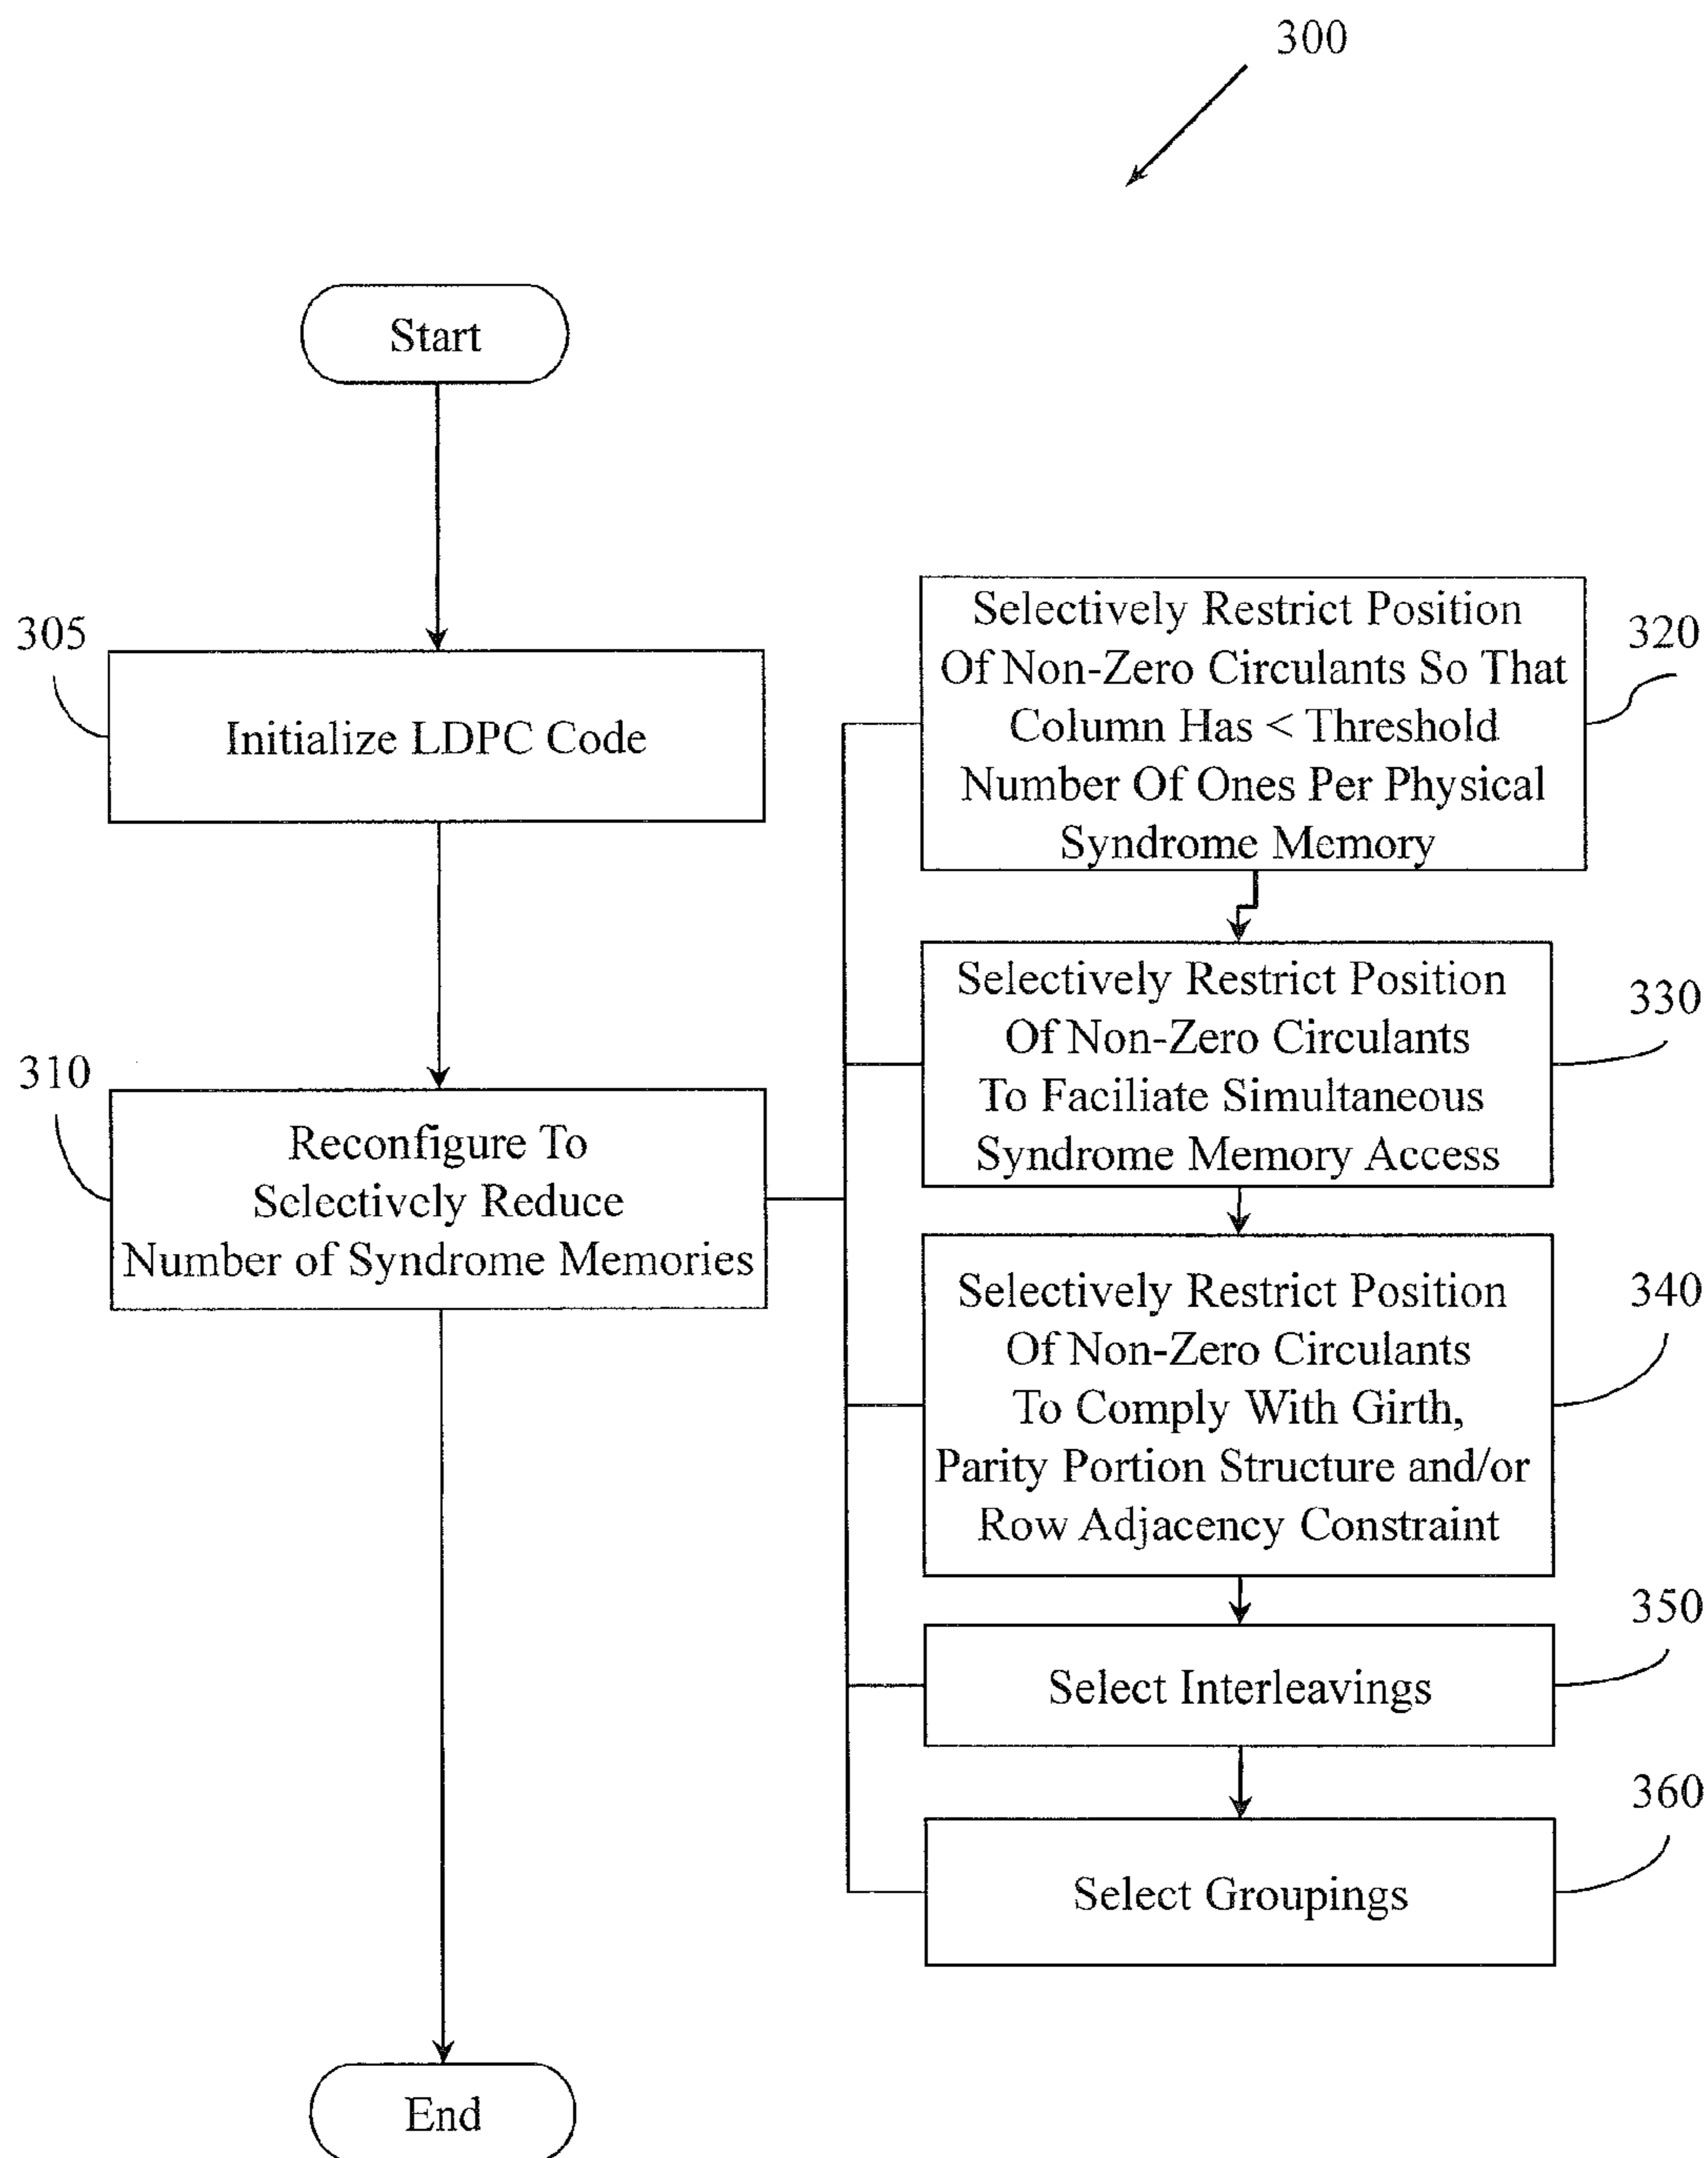 300
Start
305
Initialize LDPC Code
310
Reconfigure To
Selectively Reduce
Number of Syndrome Memories
Selectively Restrict Position
Of Non-Zero Circulants So That
Column Has < Threshold
Number Of Ones Per Physical
Syndrome Memory
320
Selectively Restrict Position
Of Non-Zero Circulants
To Faciliate Simultaneous
Syndrome Memory Access
330
Selectively Restrict Position
Of Non-Zero Circulants
To Comply With Girth,
Parity Portion Structure and/or
Row Adjacency Constraint
340
Select Interleavings
350
Select Groupings
360
End